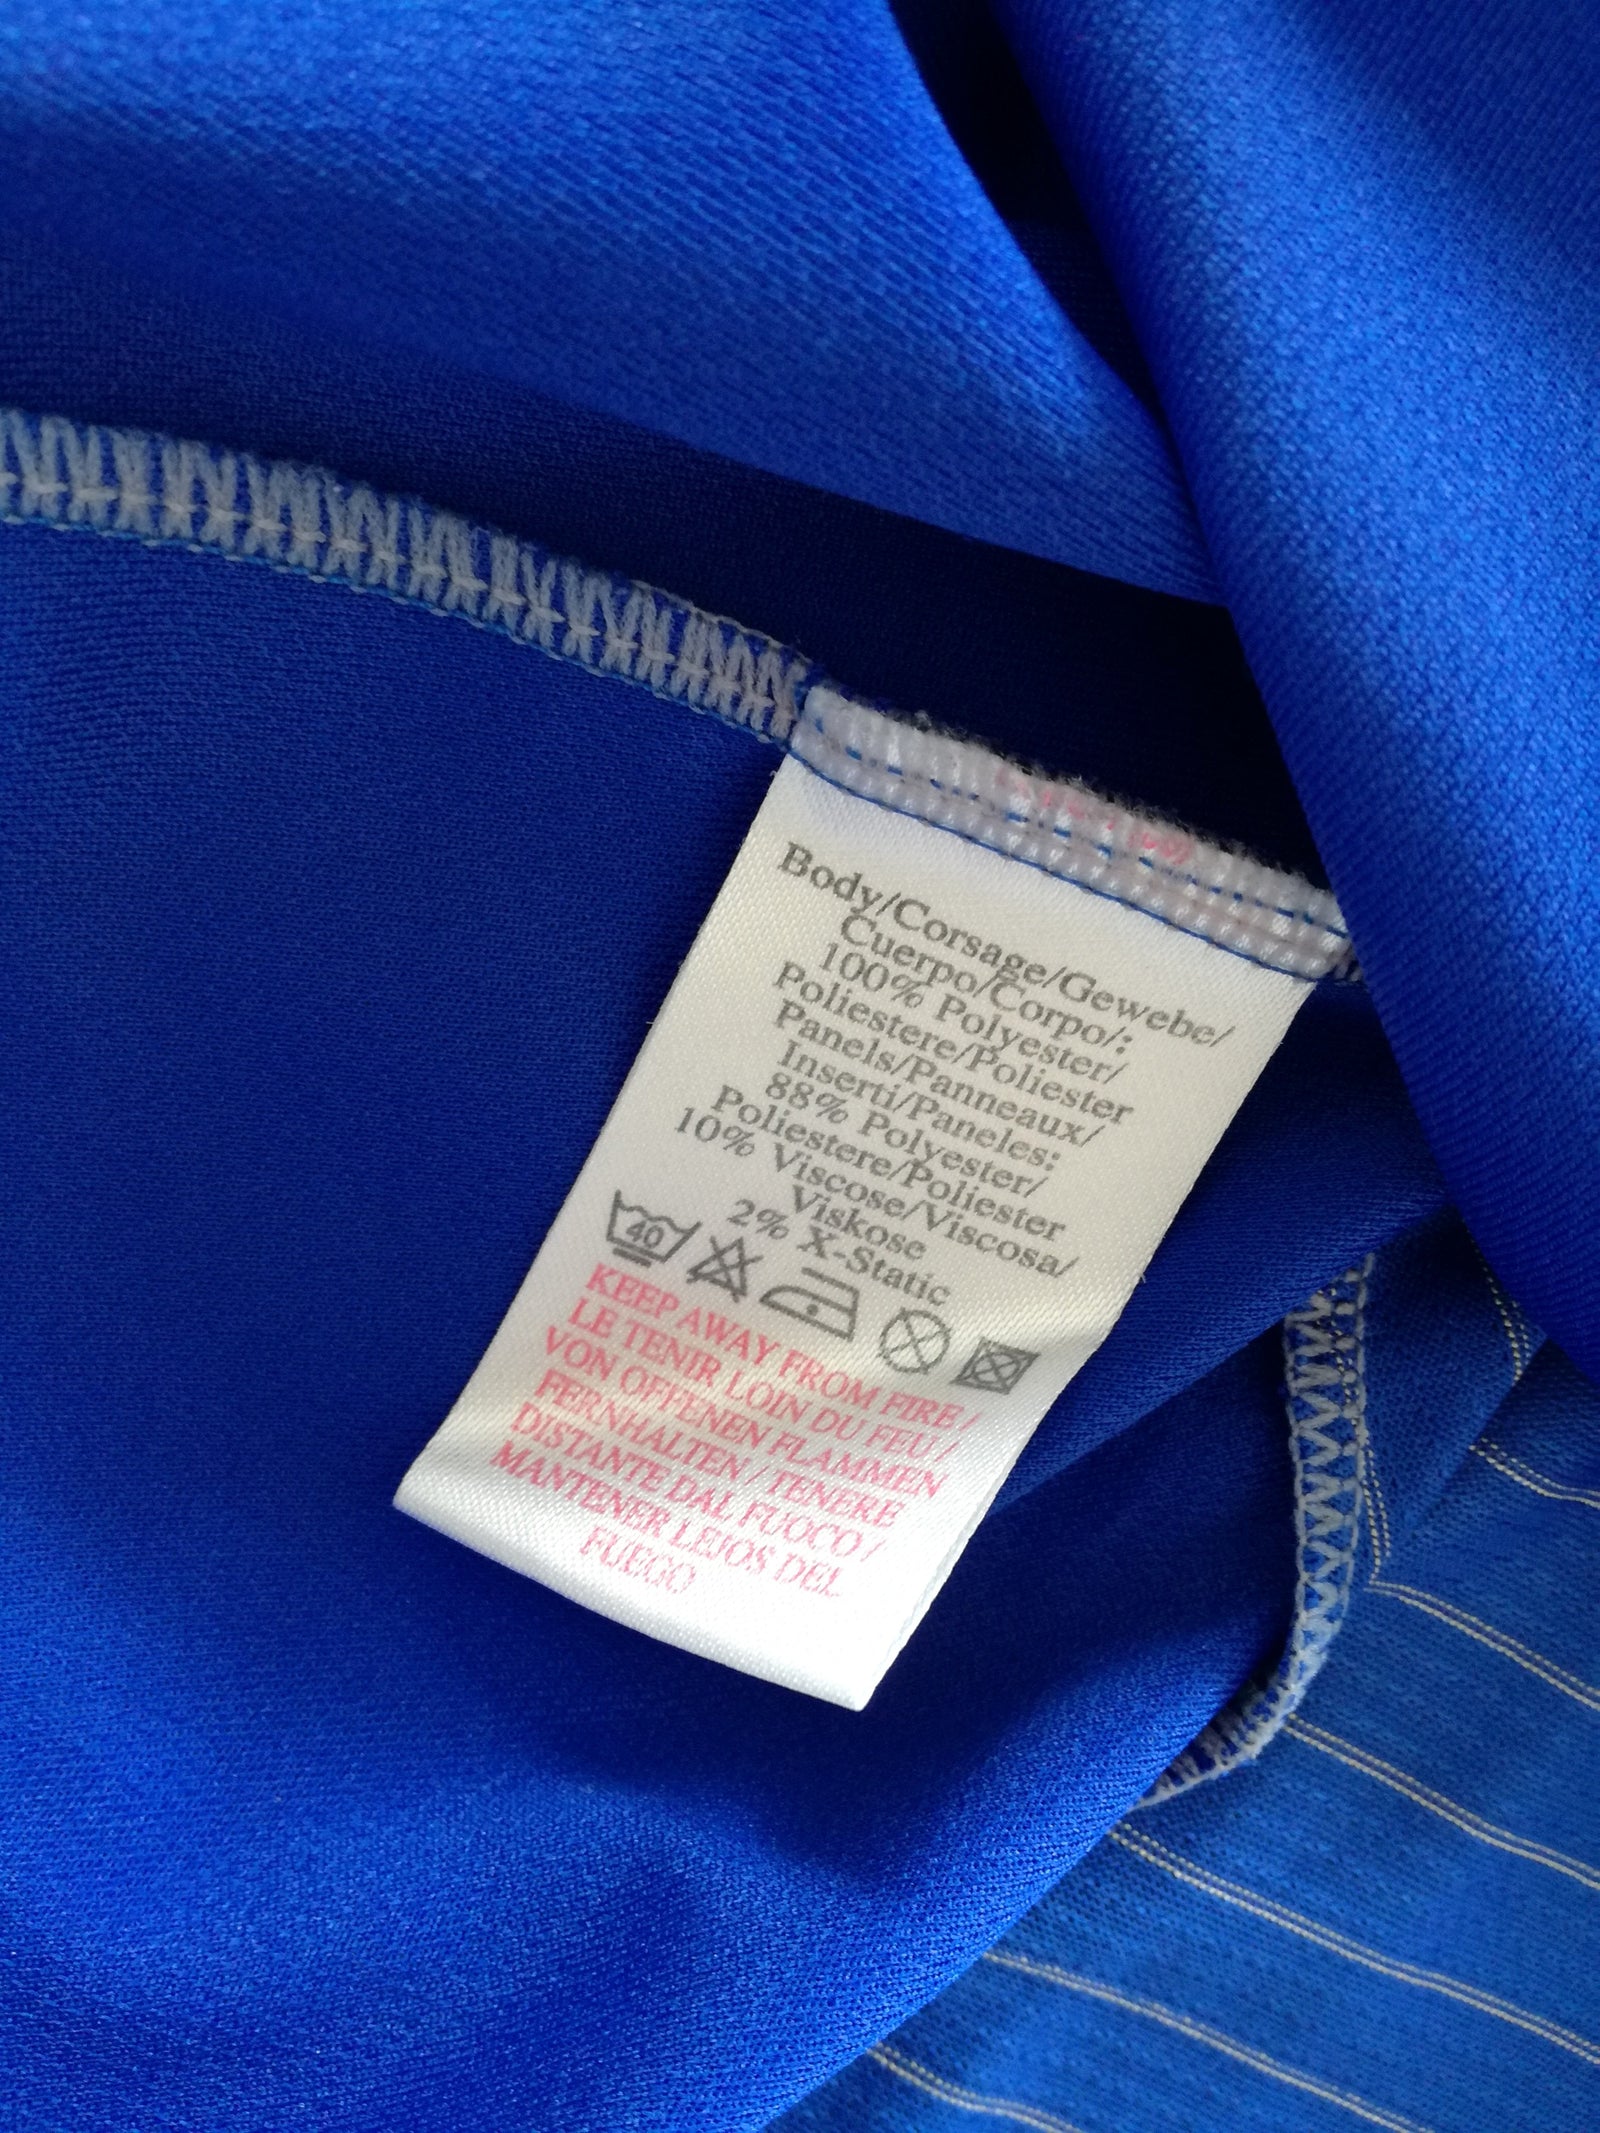 Body/Corsage/Gewebe/
Cuerpo/Corpo/:
100% Polyester/
Poliestere/Poliester
Panels/Panneaux/
Inserti/Paneles:
88% Polyester/
Poliestere/Poliester
10% Viscose/Viscosa/
Viskose
2% X-Static
40
KEEP AWAY FROM FIRE /
LE TENIR LOIN DU FEU /
VON OFFENEN FLAMMEN
FERNHALTEN / TENERE
DISTANTE DAL FUOCO /
MANTENER LEJOS DEL
FUEGO